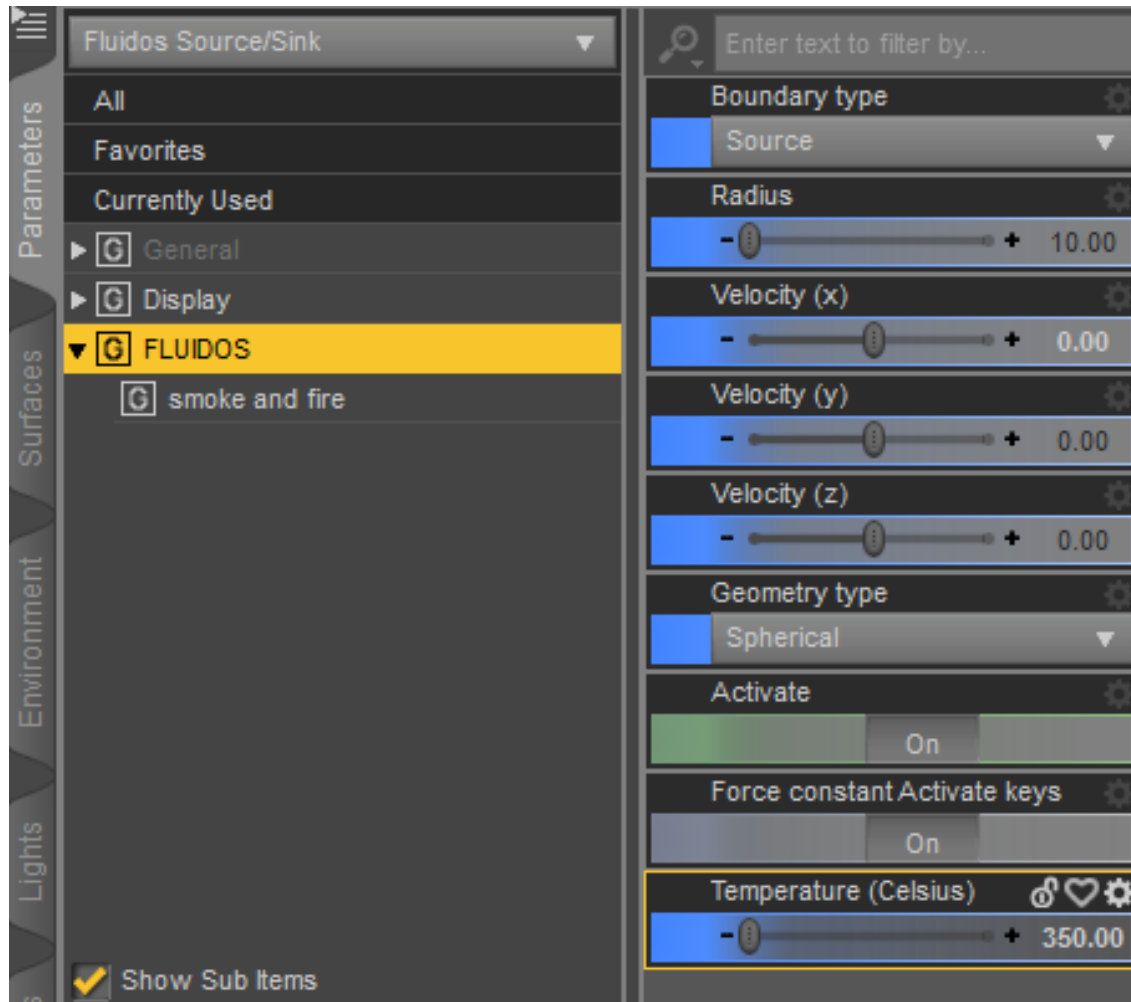 Parameters
Surfaces
Environment
Lights
Fluidos Source/Sink
All
Favorites
Currently Used
G General
G Display
G FLUIDOS
G smoke and fire
Show Sub Items
Enter text to filter by...
Boundary type
Source
Radius
- + 10.00
Velocity (x)
- + 0.00
Velocity (y)
- + 0.00
Velocity (z)
- + 0.00
Geometry type
Spherical
Activate
On
Force constant Activate keys
On
Temperature (Celsius)
- + 350.00